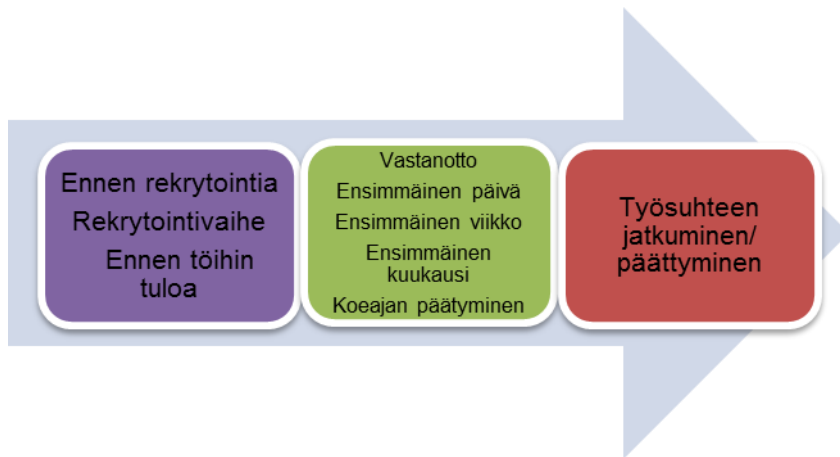 Ennen rekrytointia
Rekrytointivaihe
Ennen töihin
tuloa
Vastanotto
Ensimmäinen päivä
Ensimmäinen viikko
Ensimmäinen
kuukausi
Koeajan päätyminen
Työsuhteen
jatkuminen/
päättyminen